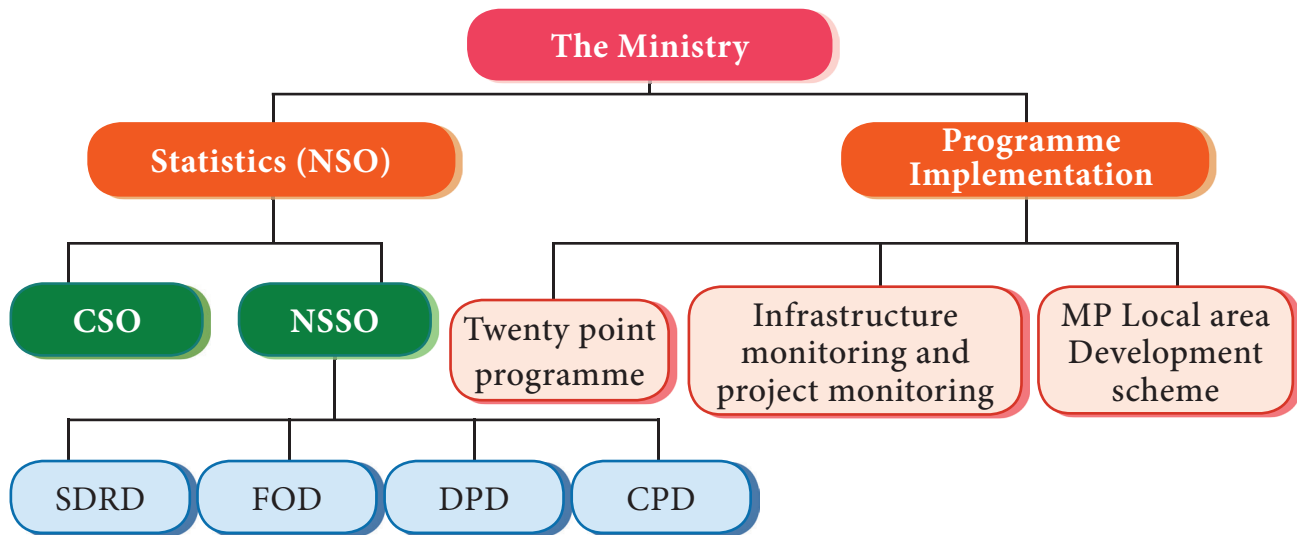 The Ministry
Statistics (NSO)
Programme
Implementation
CSO
NSSO
Twenty point
programme
Infrastructure
monitoring and
project monitoring
MP Local area
Development
scheme
SDRD
FOD
DPD
CPD